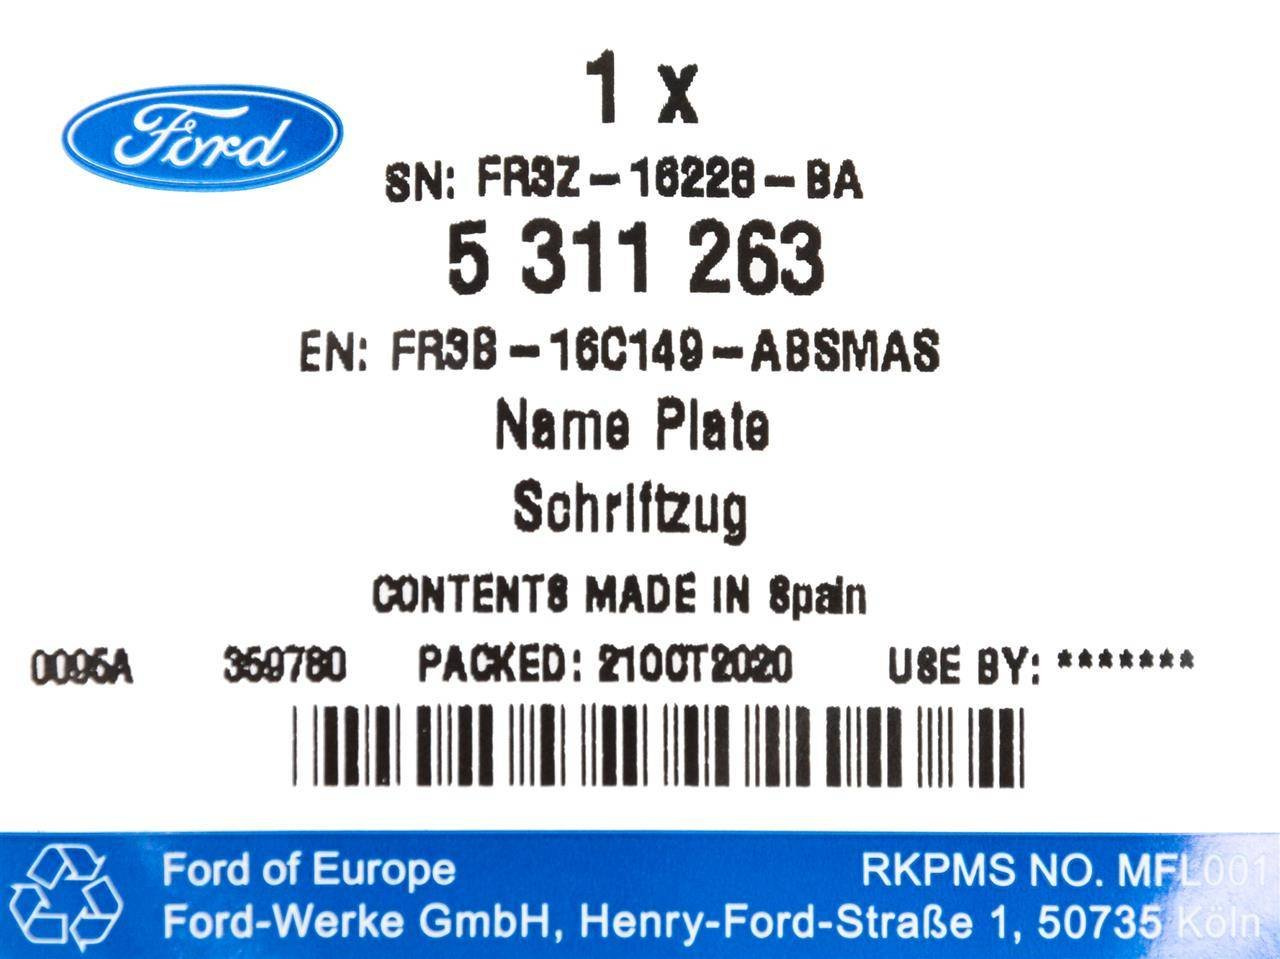 Ford
1 x
SN: FR3Z-16228-BA
5 311 263
EN: FR3B-16C149-ABSMAS
Name Plate
Schriftzug
CONTENTS MADE IN Spain
0095A 359780 PACKED: 21OCT2020 USE BY: *******
Ford of Europe RKPMS NO. MFL001
Ford-Werke GmbH, Henry-Ford-Straße 1, 50735 Köln